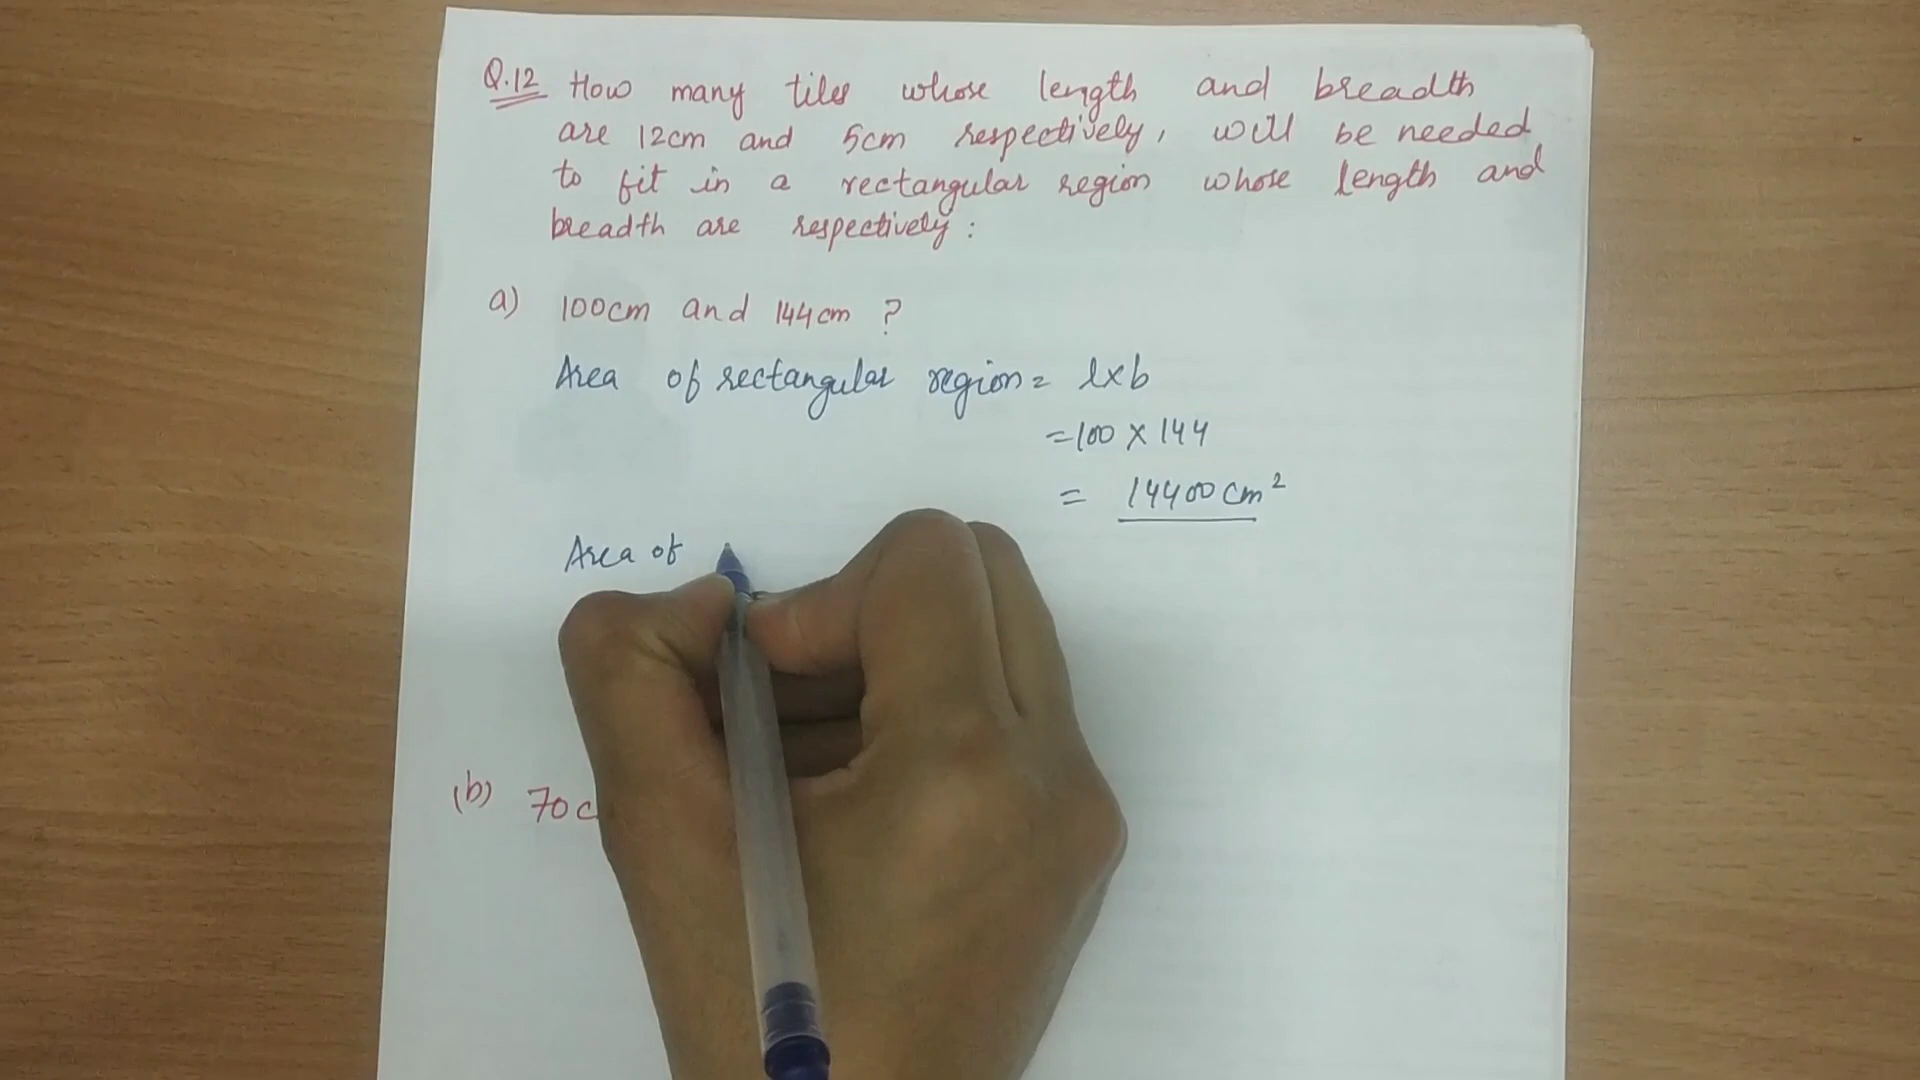 Q.12 How many tiles whose length and breadth
are 12cm and 5cm respectively, will be needed
to fit in a rectangular region whose length and
breadth are respectively:
a) 100cm and 144cm ?
Area of rectangular region = l×b
=100 × 144
= 14400 cm²
Area of
(b) 70c